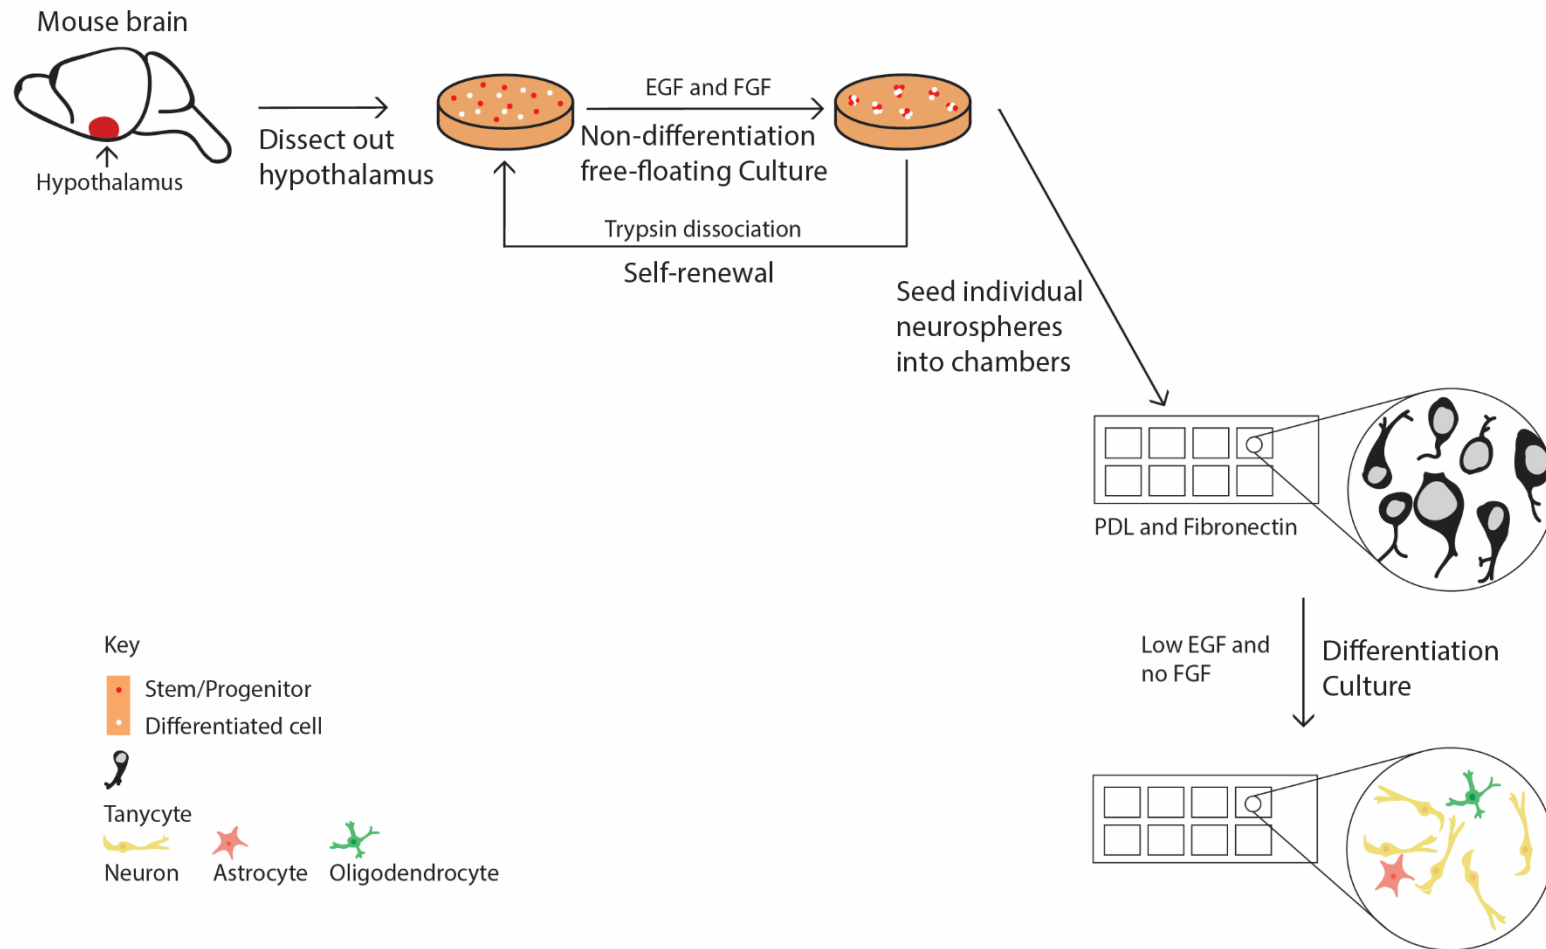 Mouse brain
Hypothalamus
Dissect out
hypothalamus
EGF and FGF
Non-differentiation
free-floating Culture
Trypsin dissociation
Self-renewal
Seed individual
neurospheres
into chambers
PDL and Fibronectin
Low EGF and
no FGF
Differentiation
Culture
Key
Stem/Progenitor
Differentiated cell
Tanycyte
Neuron
Astrocyte
Oligodendrocyte